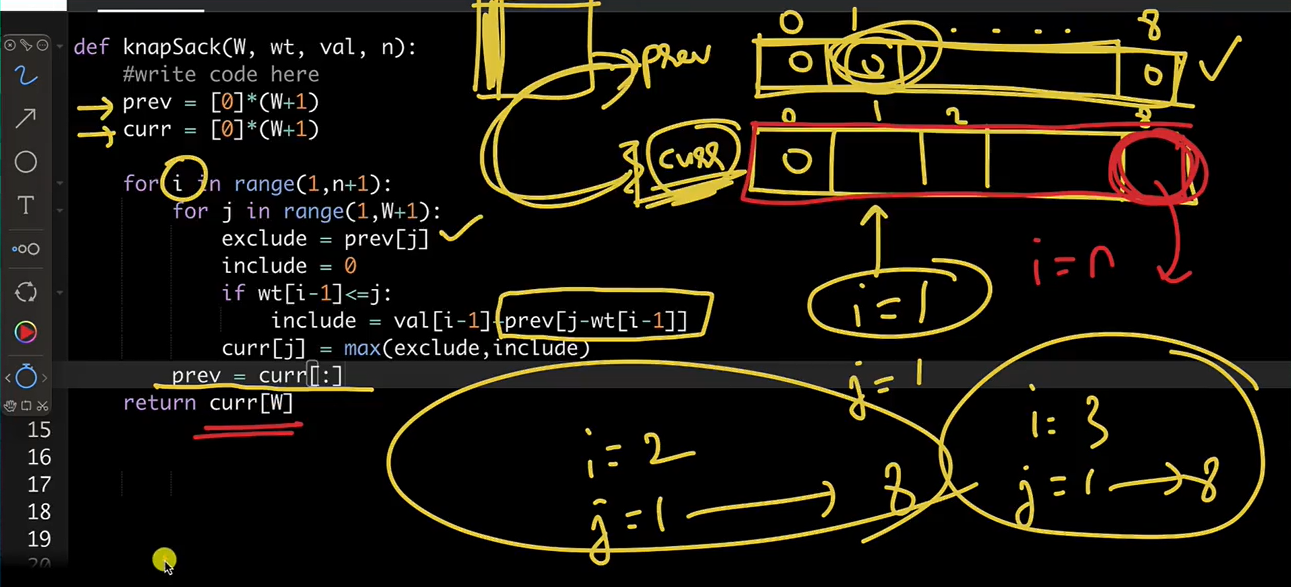 def knapSack(W, wt, val, n):
#write code here
prev = [0]*(W+1)
curr = [0]*(W+1)
for i in range(1,n+1):
for j in range(1,W+1):
exclude = prev[j]
include = 0
if wt[i-1]<=j:
include = val[i-1]+prev[j-wt[i-1]]
curr[j] = max(exclude,include)
prev = curr[:]
return curr[W]
15
16
17
18
19
20
T
0 1 . . . . . 8
prev 0 0 0
0 1 2 8
curr 0
i = n
i = 1
j = 1
i = 2
j = 1 → 8
i = 3
j = 1 → 8